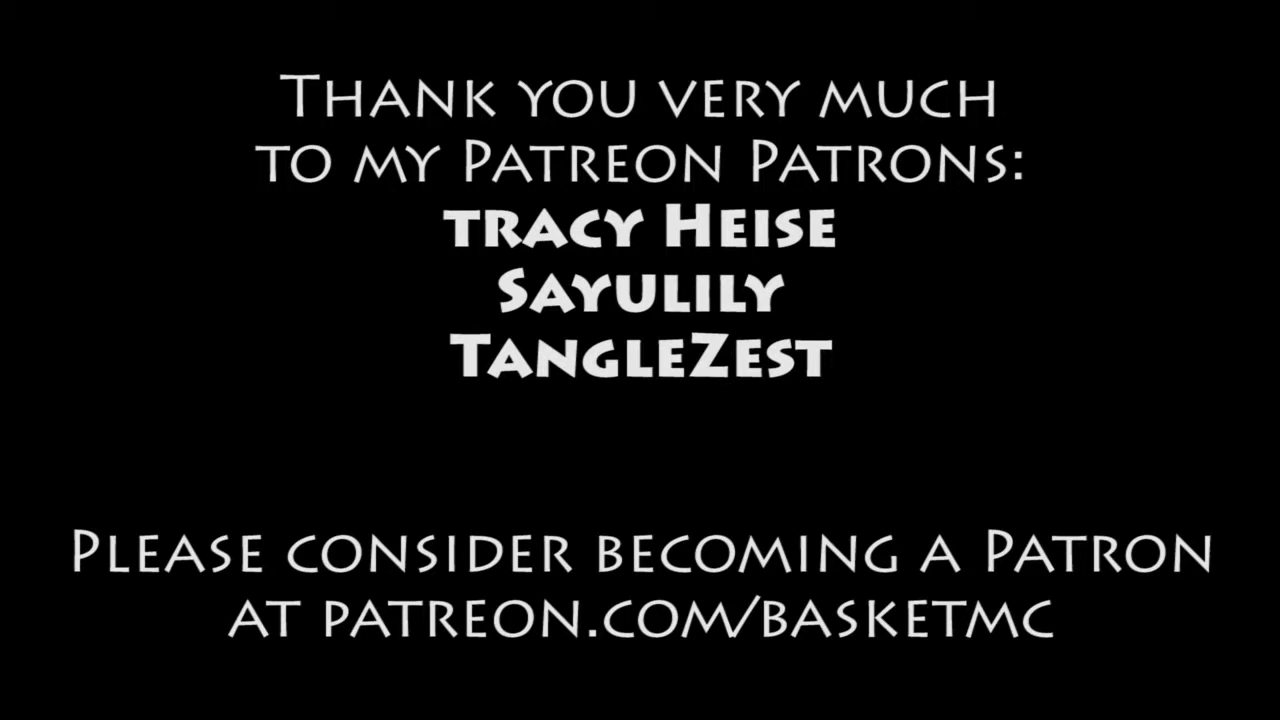 Thank you very much
to my Patreon Patrons:
tracy Heise
Sayulily
TangleZest
Please consider becoming a Patron
at patreon.com/basketmc